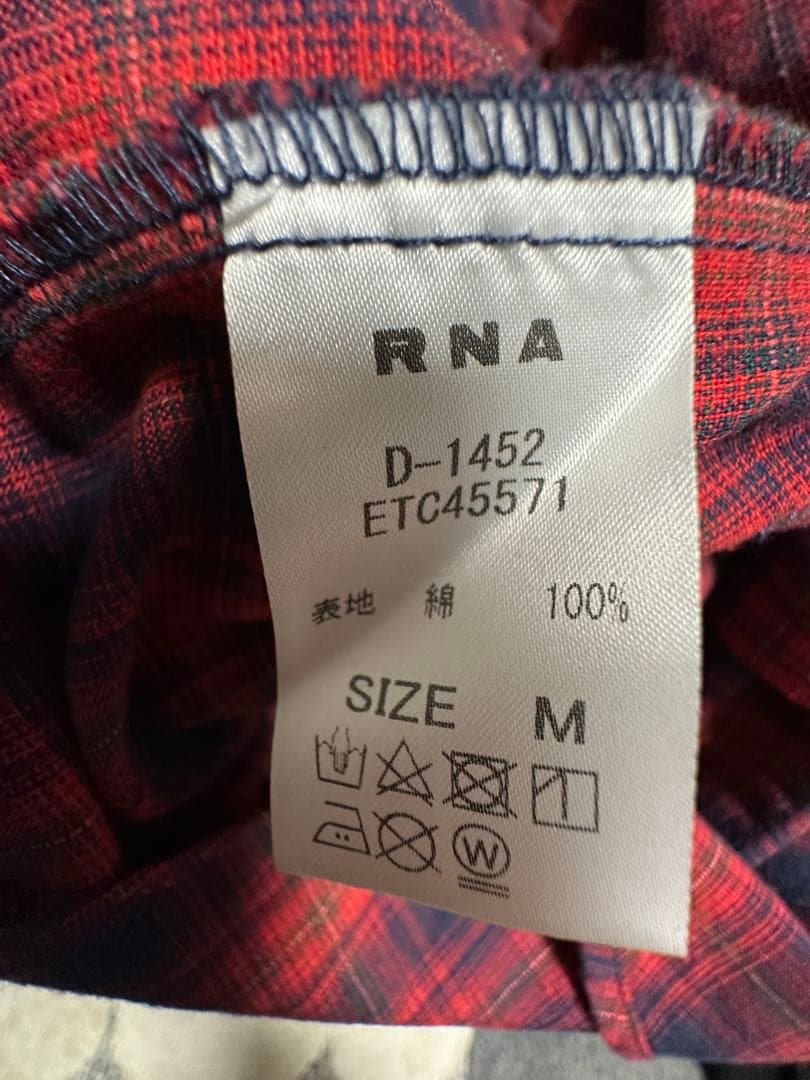 RNA
D-1452
ETC45571
表地 綿 100%
SIZE M
W